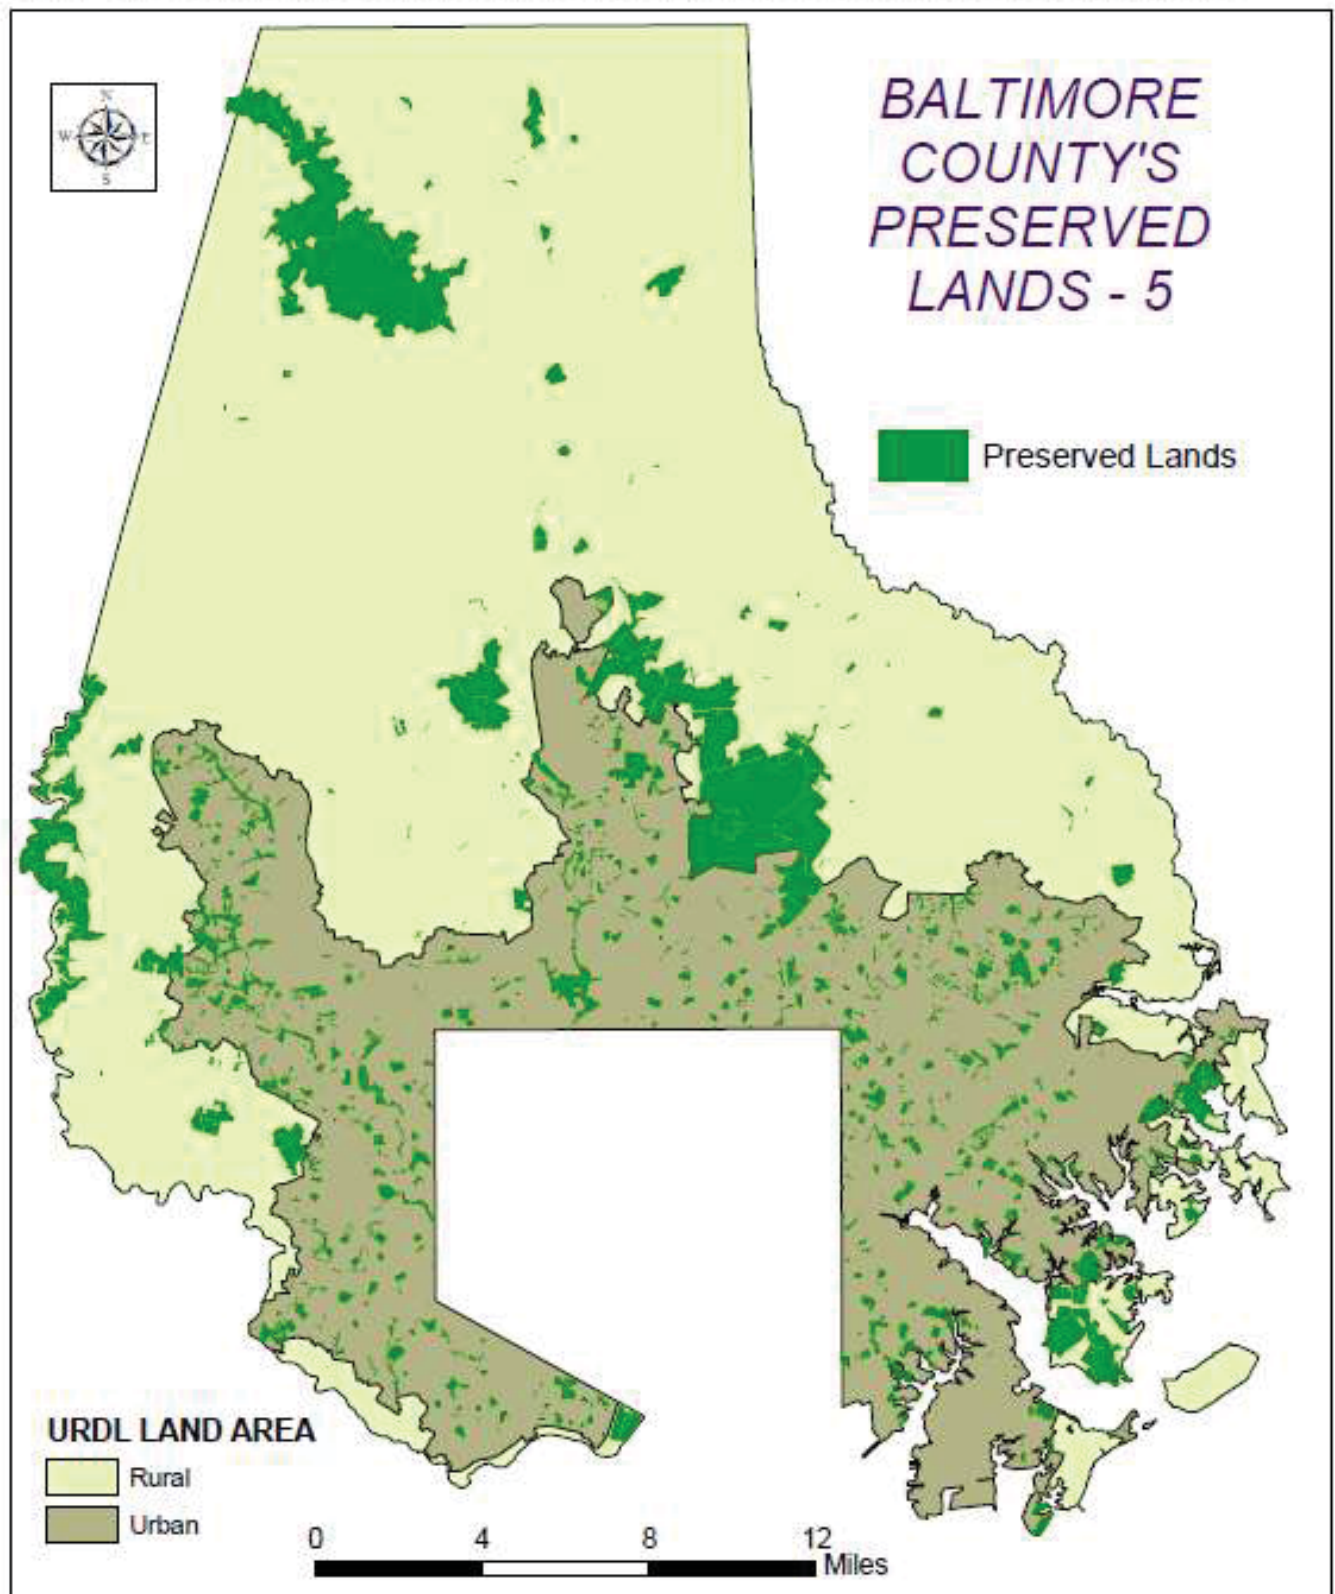 BALTIMORE
COUNTY'S
PRESERVED
LANDS - 5
N
W E
S
Preserved Lands
URDL LAND AREA
Rural
Urban
0 4 8 12
Miles